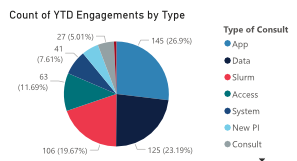 Count of YTD Engagements by Type
27 (5.01%)
41
(7.61%)
63
(11.69%)
106 (19.67%)
145 (26.9%)
125 (23.19%)
Type of Consult
App
Data
Slurm
Access
System
New PI
Consult